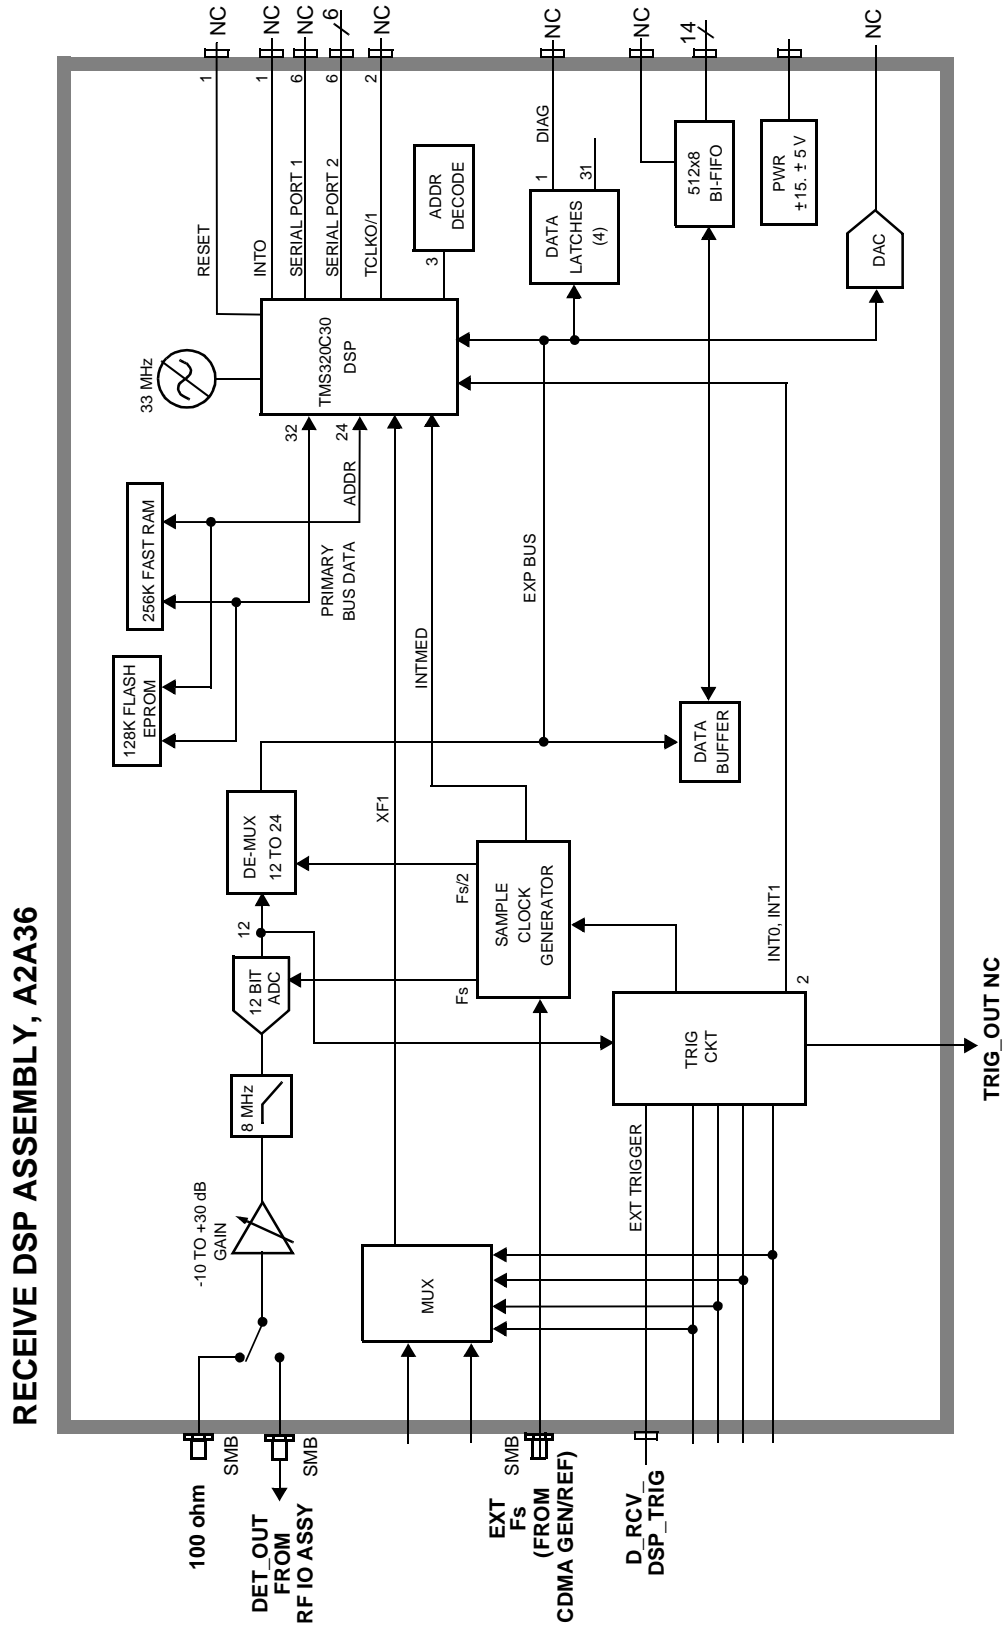 RECEIVE DSP ASSEMBLY, A2A36
100 ohm
SMB
DET_OUT
FROM
RF IO ASSY
SMB
-10 TO +30 dB
GAIN
8 MHz
12 BIT
ADC
12
DE-MUX
12 TO 24
128K FLASH
EPROM
256K FAST RAM
33 MHz
RESET
1
NC
INTO
1
NC
SERIAL PORT 1
6
NC
SERIAL PORT 2
6
6
TCLKO/1
2
NC
TMS320C30
DSP
32
24
ADDR
PRIMARY
BUS DATA
3
ADDR
DECODE
MUX
XF1
INTMED
EXT
Fs
(FROM
CDMA GEN/REF)
SMB
Fs
Fs/2
SAMPLE
CLOCK
GENERATOR
EXP BUS
DATA
LATCHES
(4)
1
DIAG
NC
31
D_RCV_
DSP_TRIG
EXT TRIGGER
TRIG
CKT
DATA
BUFFER
512x8
BI-FIFO
NC
14
INT0, INT1
2
PWR
±15. ± 5 V
DAC
NC
TRIG_OUT NC